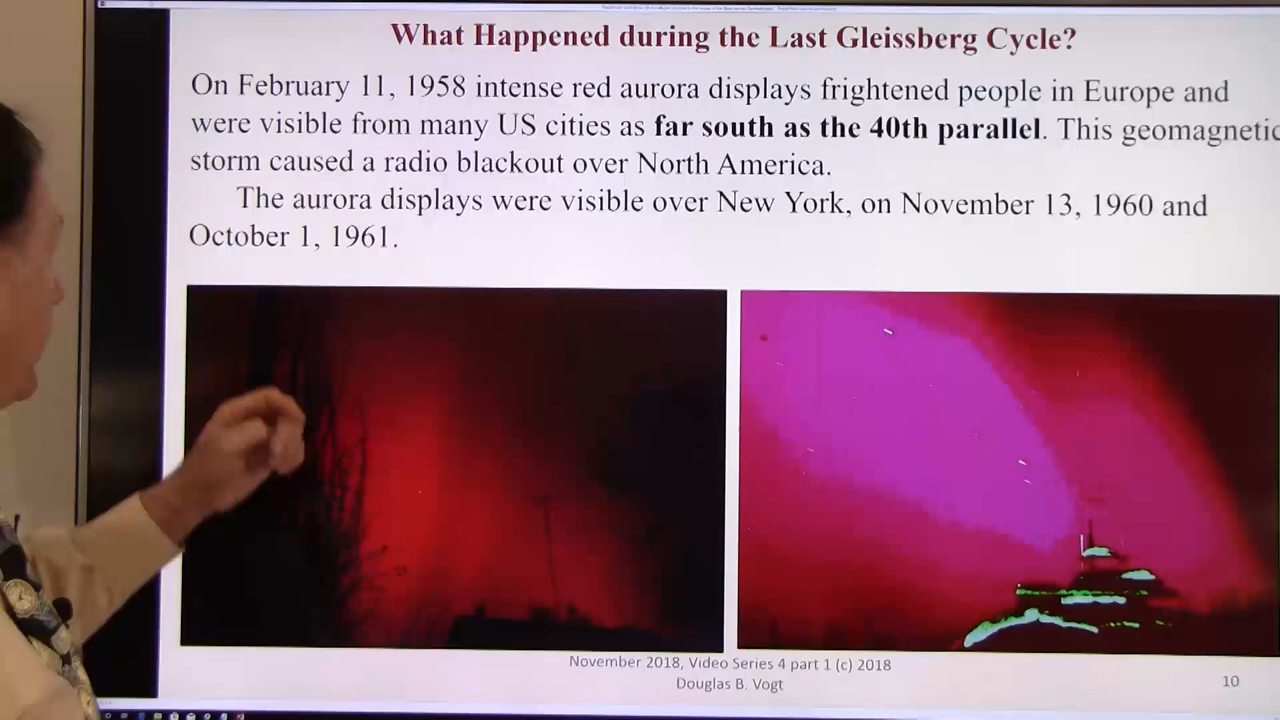 What Happened during the Last Gleissberg Cycle?
On February 11, 1958 intense red aurora displays frightened people in Europe and
were visible from many US cities as far south as the 40th parallel. This geomagnetic
storm caused a radio blackout over North America.
The aurora displays were visible over New York, on November 13, 1960 and
October 1, 1961.
November 2018, Video Series 4 part 1 (c) 2018
Douglas B. Vogt
10